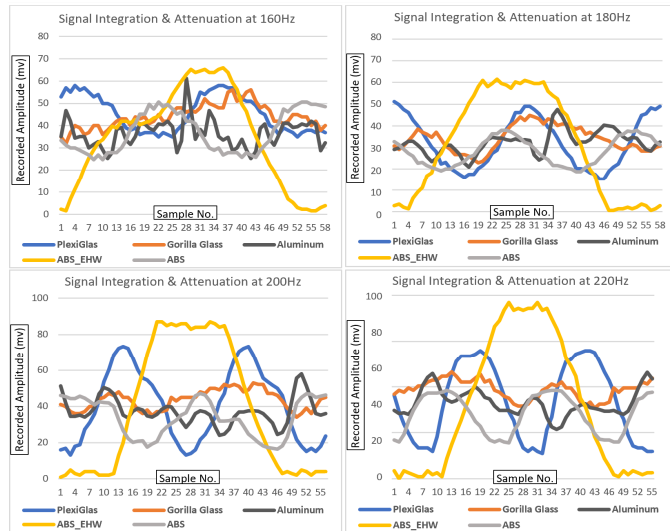 Signal Integration & Attenuation at 160Hz
Recorded Amplitude (mv)
80
70
60
50
40
30
20
10
0
1 4 7 10 13 16 19 22 25 28 31 34 37 40 43 46 49 52 55 58
Sample No.
PlexiGlas Gorilla Glass Aluminum
ABS_EHW ABS
Signal Integration & Attenuation at 180Hz
Recorded Amplitude (mv)
80
70
60
50
40
30
20
10
0
1 4 7 10 13 16 19 22 25 28 31 34 37 40 43 46 49 52 55 58
Sample No.
PlexiGlas Gorilla Glass Aluminum
ABS_EHW ABS
Signal Integration & Attenuation at 200Hz
Recorded Amplitude (mv)
100
80
60
40
20
0
1 4 7 10 13 16 19 22 25 28 31 34 37 40 43 46 49 52 55
Sample No.
PlexiGlas Gorilla Glass Aluminum
ABS_EHW ABS
Signal Integration & Attenuation at 220Hz
Recorded Amplitude (mv)
100
80
60
40
20
0
1 4 7 10 13 16 19 22 25 28 31 34 37 40 43 46 49 52 55
Sample No.
PlexiGlas Gorilla Glass Aluminum
ABS_EHW ABS